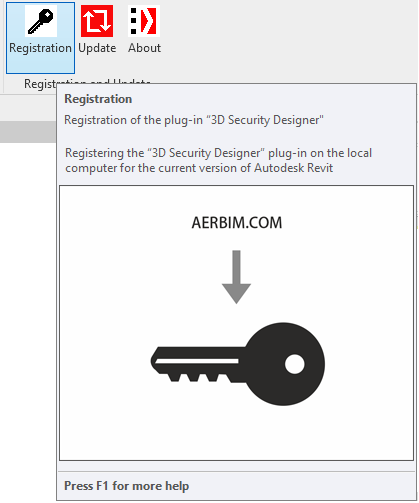 Registration Update About
Registration and Update
Registration
Registration of the plug-in “3D Security Designer"
Registering the “3D Security Designer“ plug-in on the local
computer for the current version of Autodesk Revit
AERBIM.COM
Press F1 for more help